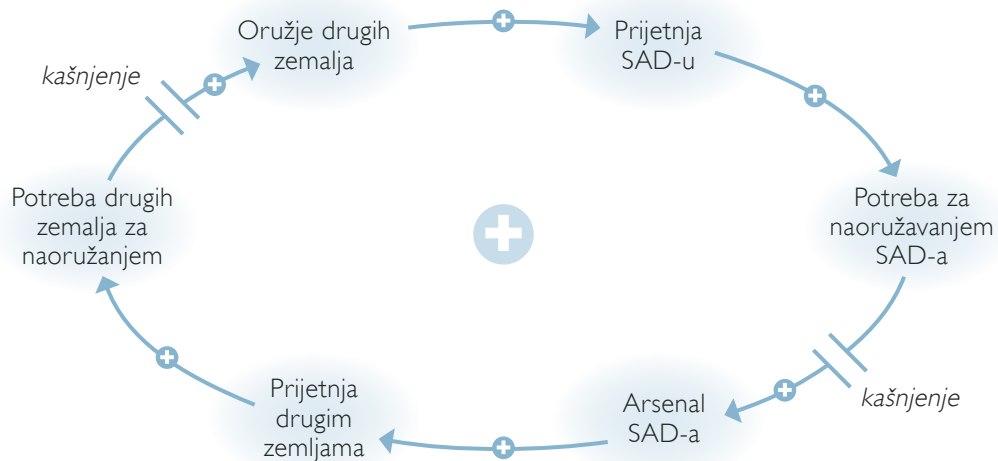 Oružje drugih
zemalja
Prijetnja
SAD-u
kašnjenje
Potreba drugih
zemalja za
naoružanjem
Potreba za
naoružavanjem
SAD-a
Prijetnja
drugim
zemljama
Arsenal
SAD-a
kašnjenje